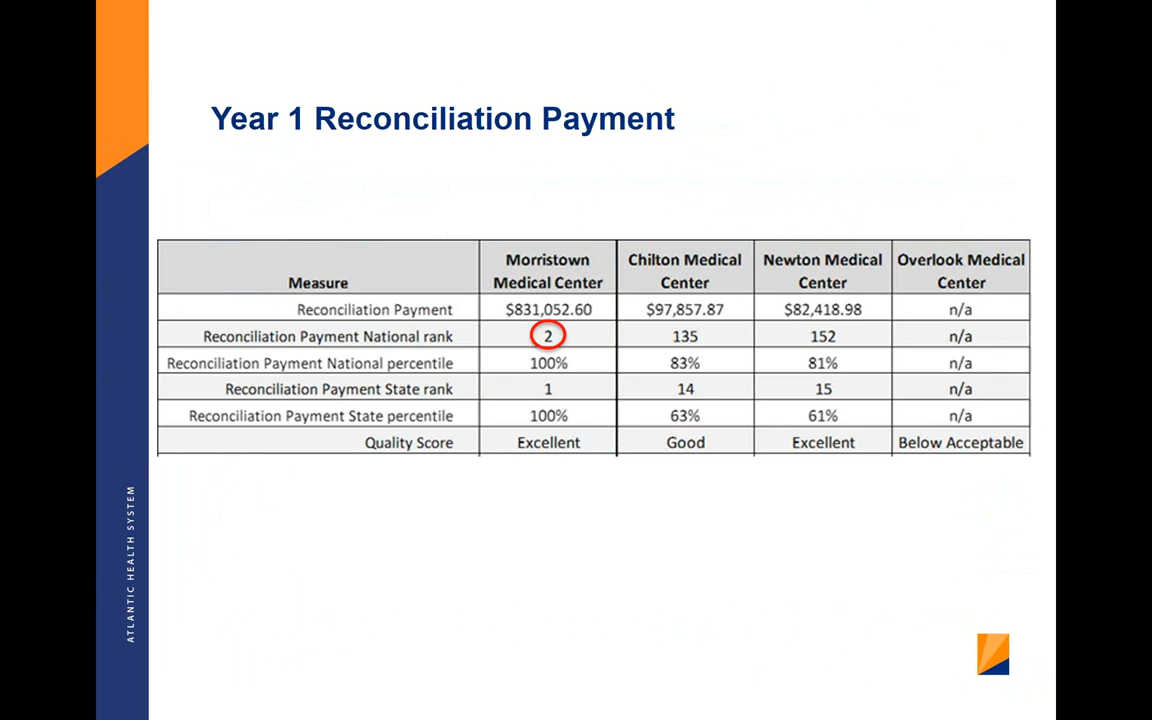 Year 1 Reconciliation Payment
Measure Morristown Medical Center Chilton Medical Center Newton Medical Center Overlook Medical Center
Reconciliation Payment $831,052.60 $97,857.87 $82,418.98 n/a
Reconciliation Payment National rank 2 135 152 n/a
Reconciliation Payment National percentile 100% 83% 81% n/a
Reconciliation Payment State rank 1 14 15 n/a
Reconciliation Payment State percentile 100% 63% 61% n/a
Quality Score Excellent Good Excellent Below Acceptable
ATLANTIC HEALTH SYSTEM